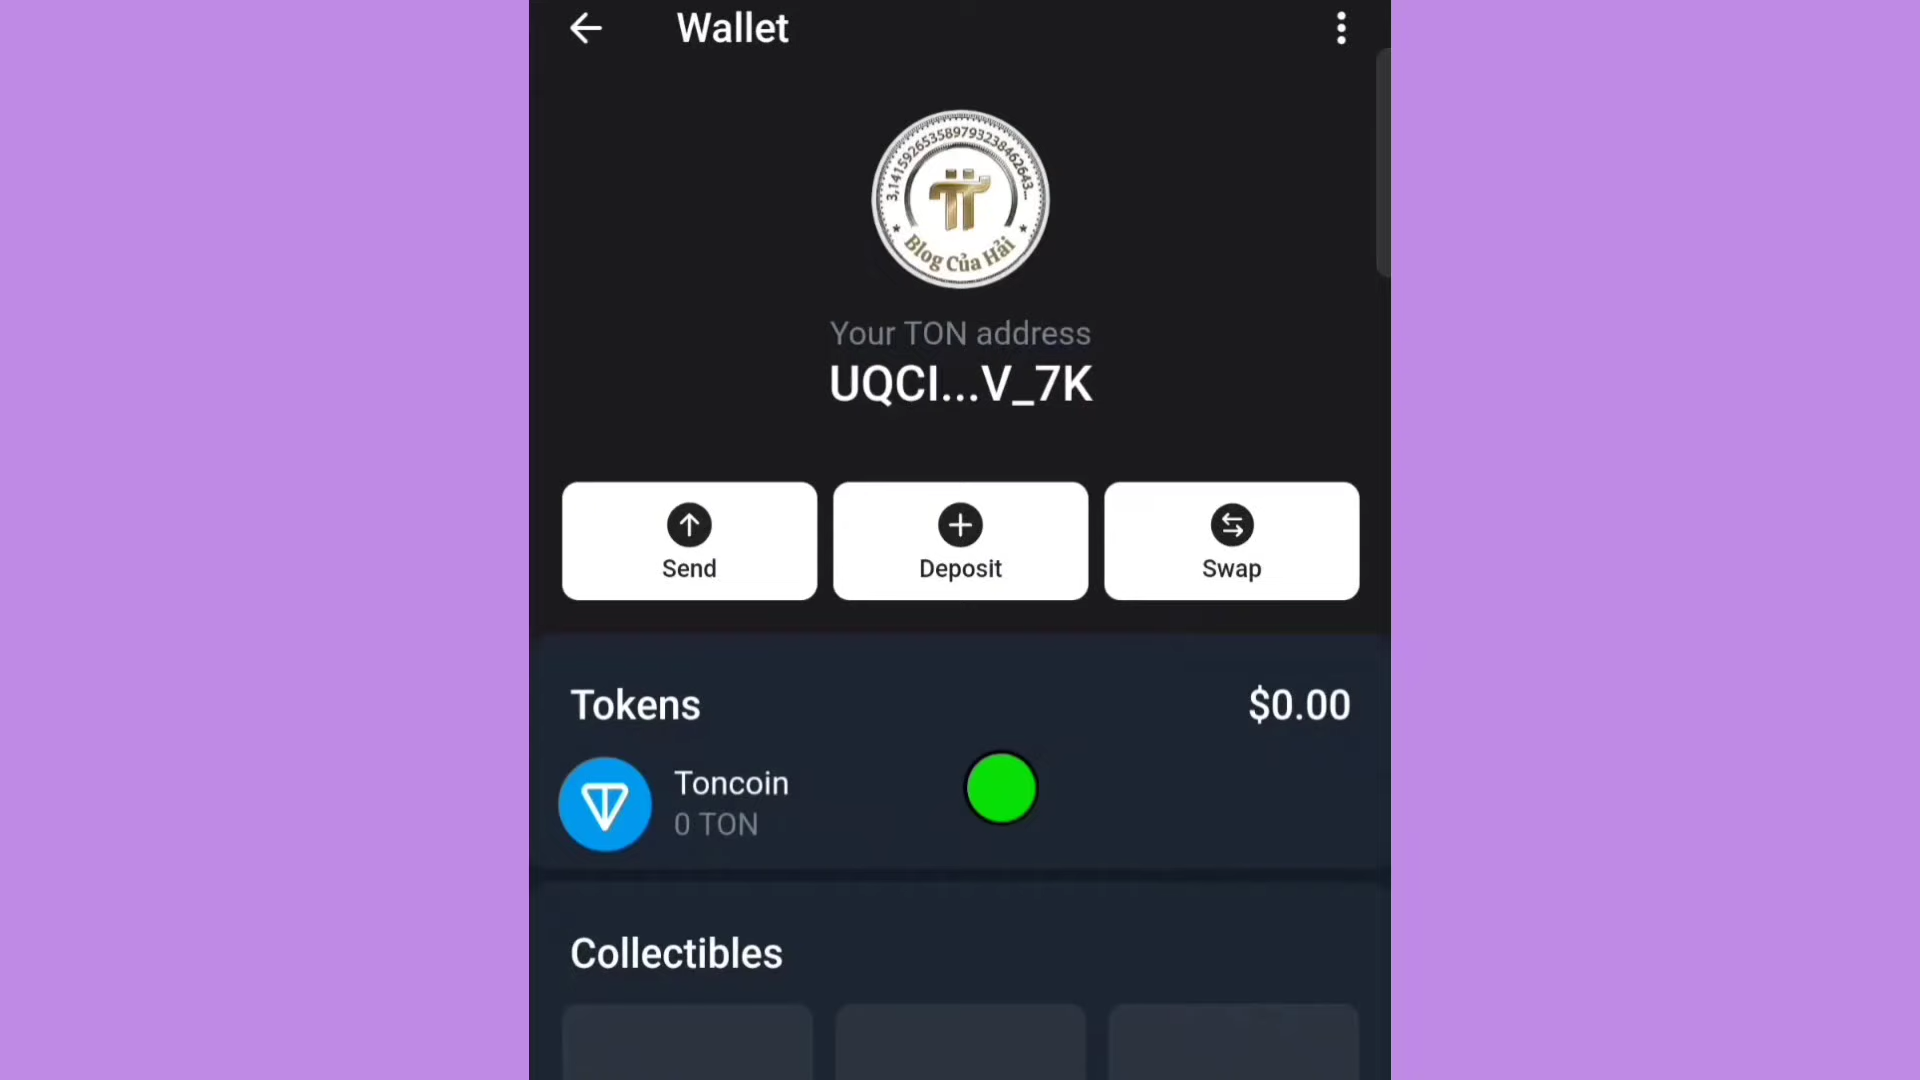 Wallet
3,141592653589793238462643...
Blog Của Hải
Your TON address
UQCI...V_7K
Send
Deposit
Swap
Tokens
$0.00
Toncoin
0 TON
Collectibles